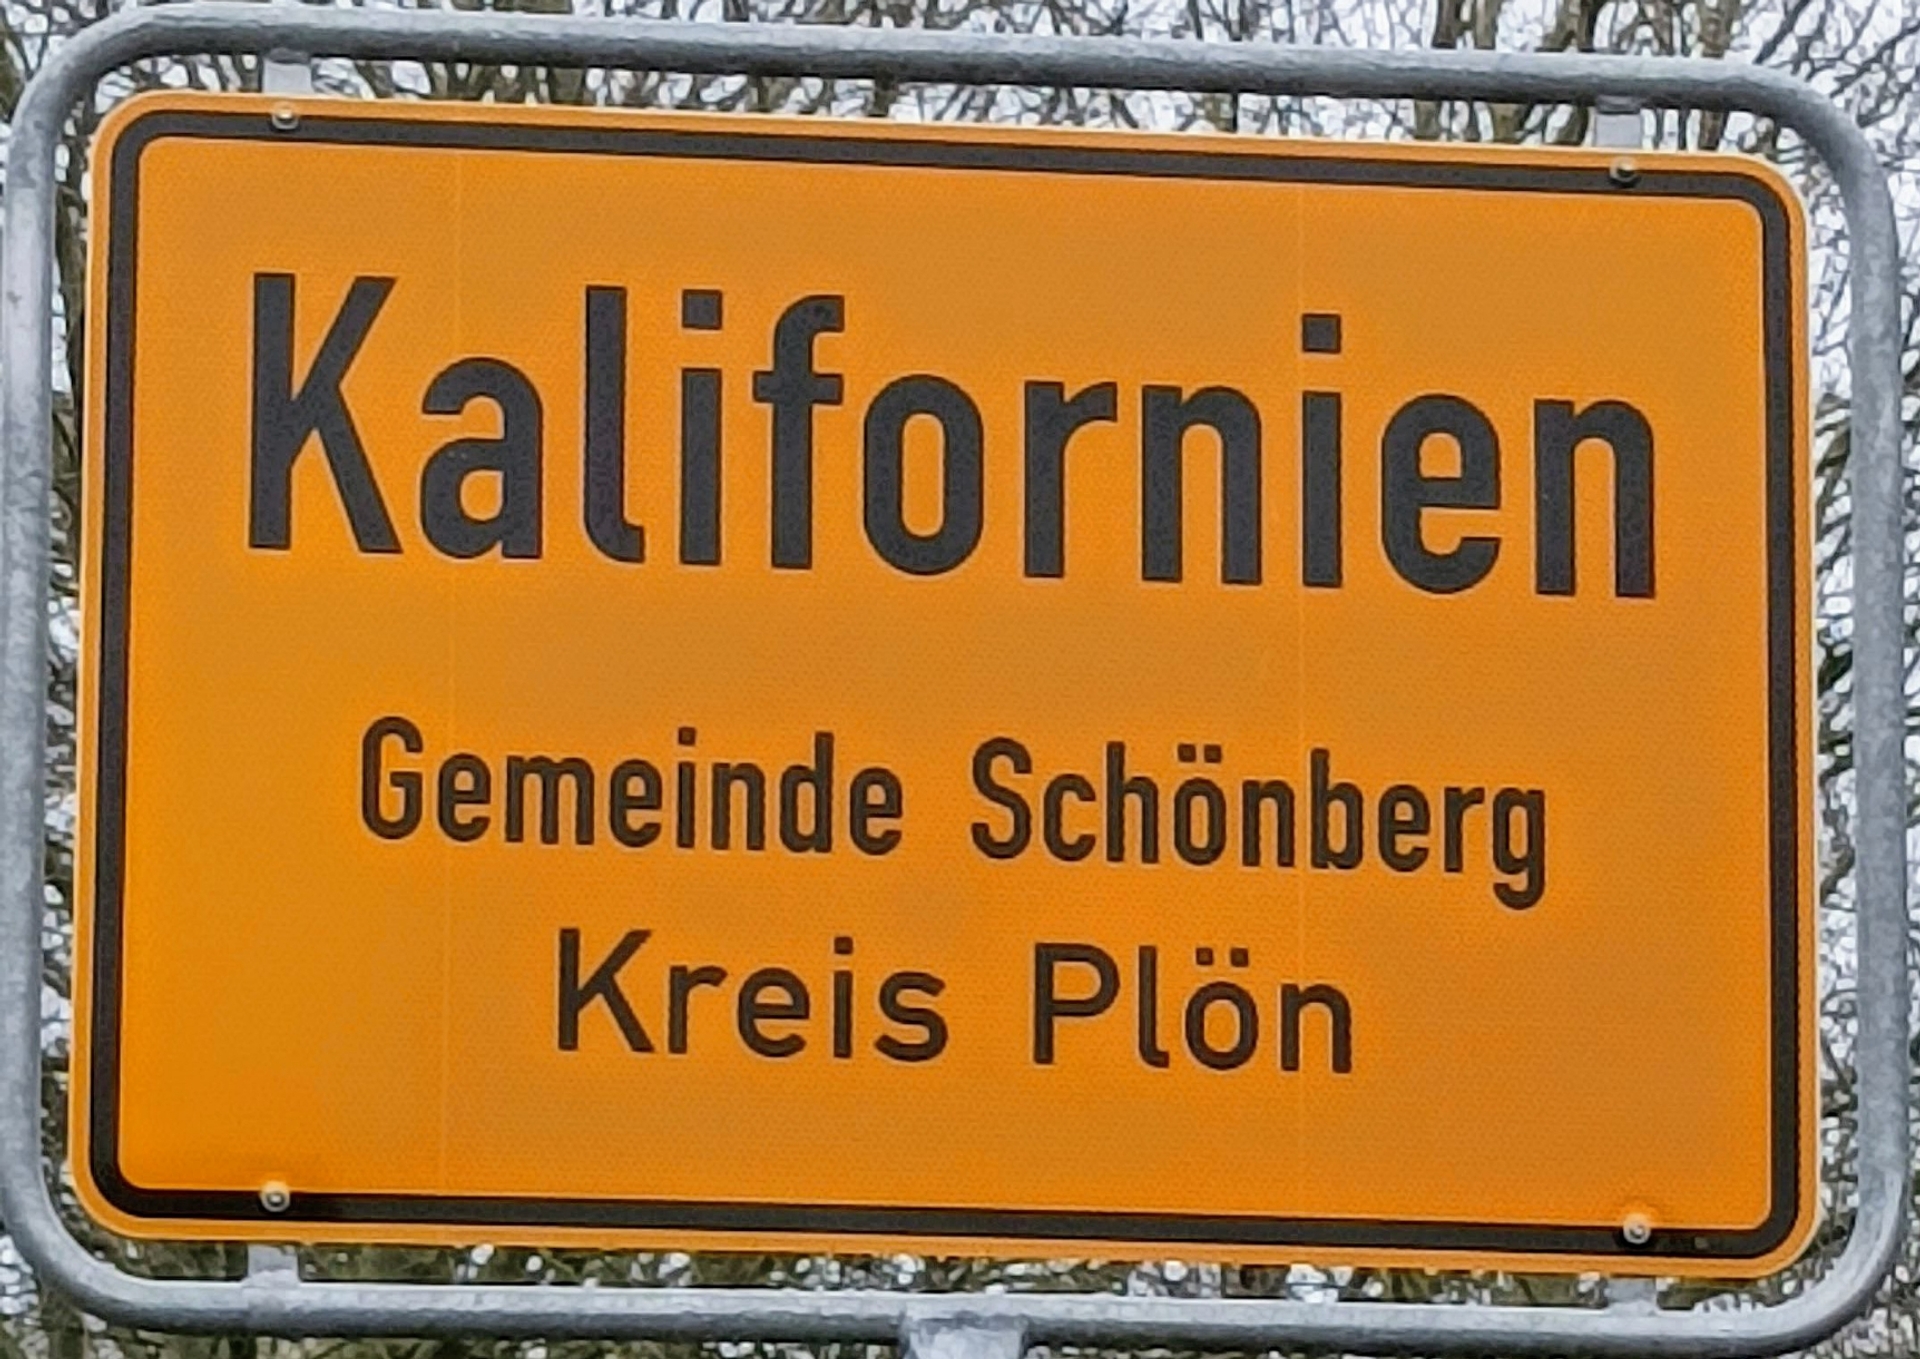 Kalifornien
Gemeinde Schönberg
Kreis Plön